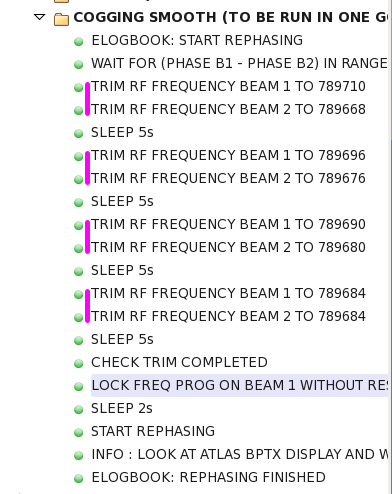 COGGING SMOOTH (TO BE RUN IN ONE G
ELOGBOOK: START REPHASING
WAIT FOR (PHASE B1 - PHASE B2) IN RANGE
TRIM RF FREQUENCY BEAM 1 TO 789710
TRIM RF FREQUENCY BEAM 2 TO 789668
SLEEP 5s
TRIM RF FREQUENCY BEAM 1 TO 789696
TRIM RF FREQUENCY BEAM 2 TO 789676
SLEEP 5s
TRIM RF FREQUENCY BEAM 1 TO 789690
TRIM RF FREQUENCY BEAM 2 TO 789680
SLEEP 5s
TRIM RF FREQUENCY BEAM 1 TO 789684
TRIM RF FREQUENCY BEAM 2 TO 789684
SLEEP 5s
CHECK TRIM COMPLETED
LOCK FREQ PROG ON BEAM 1 WITHOUT RES
SLEEP 2s
START REPHASING
INFO : LOOK AT ATLAS BPTX DISPLAY AND W
ELOGBOOK: REPHASING FINISHED